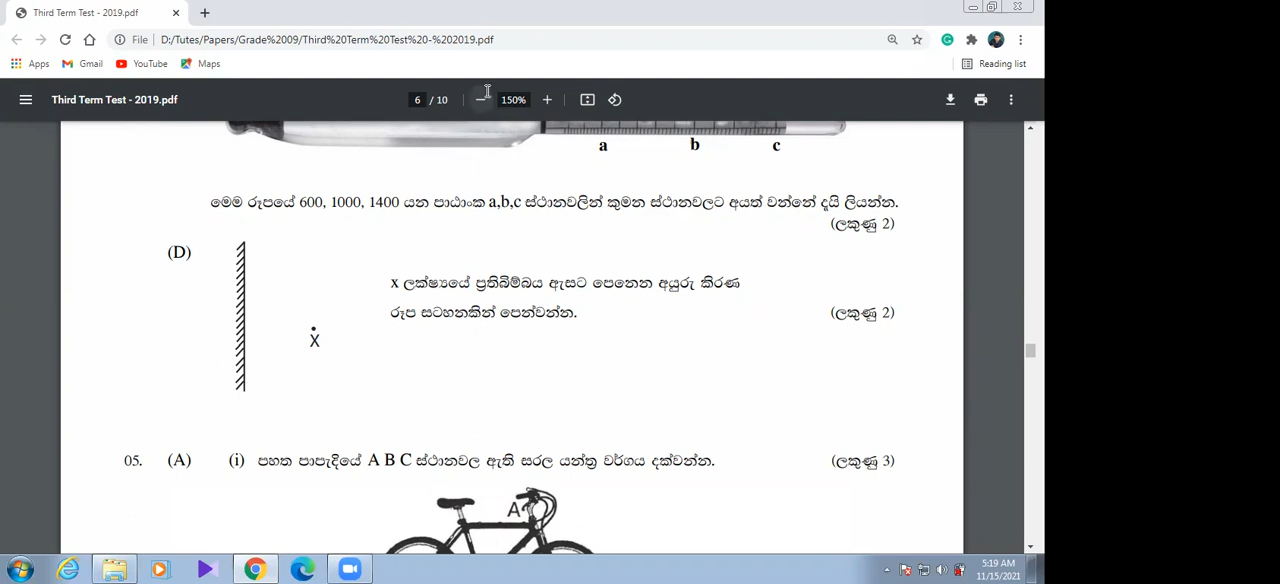 Third Term Test - 2019.pdf
File D:/Tutes/Papers/Grade%2009/Third%20Term%20Test%20-%202019.pdf
Apps Gmail YouTube Maps Reading list
Third Term Test - 2019.pdf 6 / 10 150%
a b c
මෙම රූපයේ 600, 1000, 1400 යන පාඨාංක a,b,c ස්ථානවලින් කුමන ස්ථානවලට අයත් වන්නේ දැයි ලියන්න.
(ලකුණු 2)
(D)
x ලක්ෂ්‍යයේ ප්‍රතිබිම්බය ඇසට පෙනෙන අයුරු කිරණ
රූප සටහනකින් පෙන්වන්න. (ලකුණු 2)
X
05. (A) (i) පහත පාපැදියේ A B C ස්ථානවල ඇති සරල යන්ත්‍ර වර්ගය දක්වන්න. (ලකුණු 3)
A
5:19 AM
11/15/2021